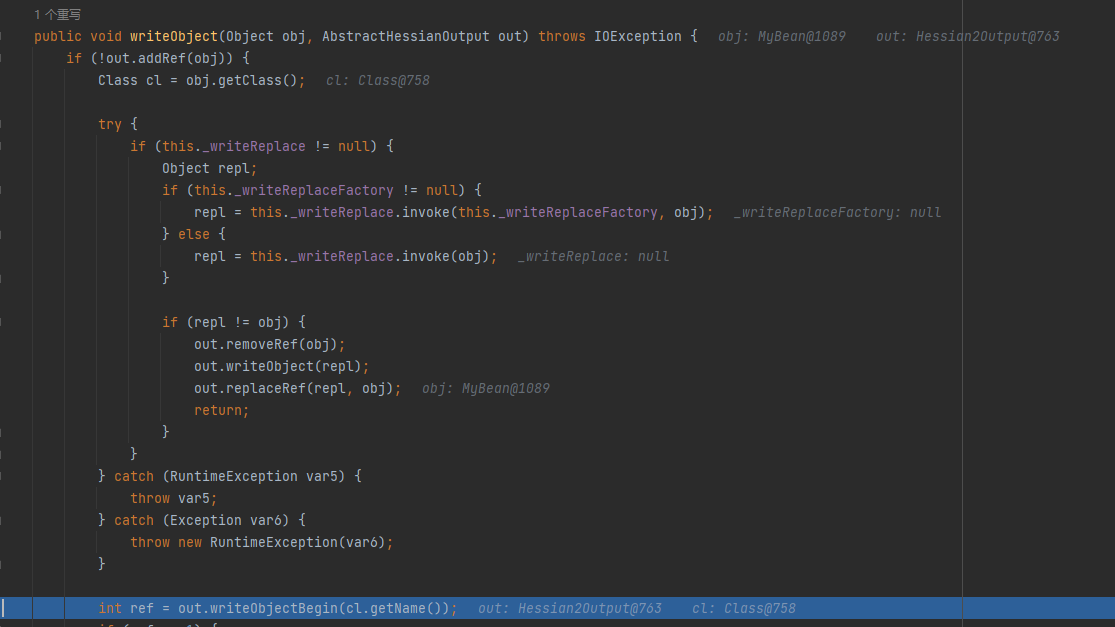 1 个重写
public void writeObject(Object obj, AbstractHessianOutput out) throws IOException {   obj: MyBean@1089    out: Hessian2Output@763
if (!out.addRef(obj)) {
Class cl = obj.getClass();   cl: Class@758
try {
if (this._writeReplace != null) {
Object repl;
if (this._writeReplaceFactory != null) {
repl = this._writeReplace.invoke(this._writeReplaceFactory, obj);   _writeReplaceFactory: null
} else {
repl = this._writeReplace.invoke(obj);   _writeReplace: null
}
if (repl != obj) {
out.removeRef(obj);
out.writeObject(repl);
out.replaceRef(repl, obj);   obj: MyBean@1089
return;
}
}
} catch (RuntimeException var5) {
throw var5;
} catch (Exception var6) {
throw new RuntimeException(var6);
}
int ref = out.writeObjectBegin(cl.getName());   out: Hessian2Output@763    cl: Class@758